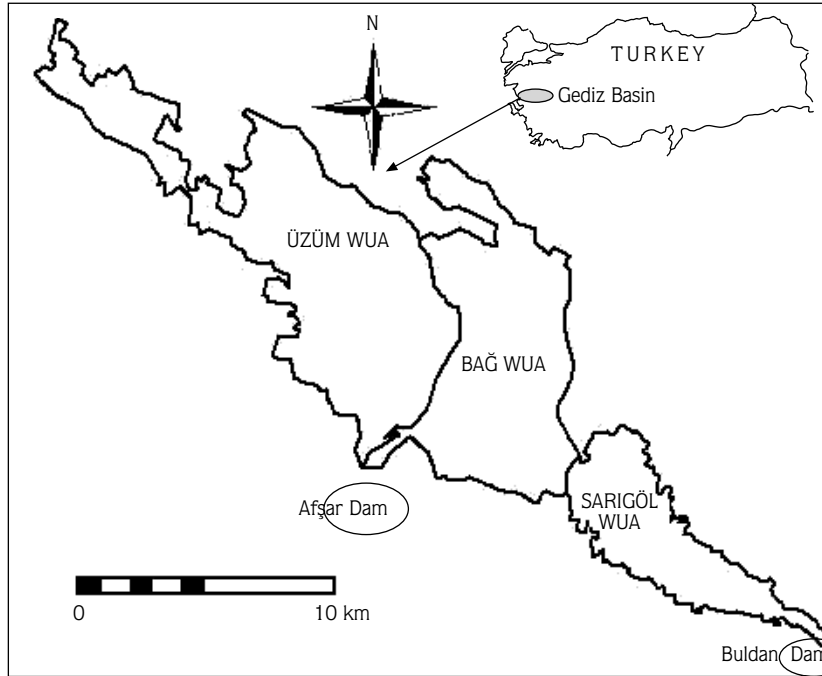 N
TURKEY
Gediz Basin
ÜZÜM WUA
BAĞ WUA
SARIGÖL
WUA
Afşar Dam
0 10 km
Buldan Dam